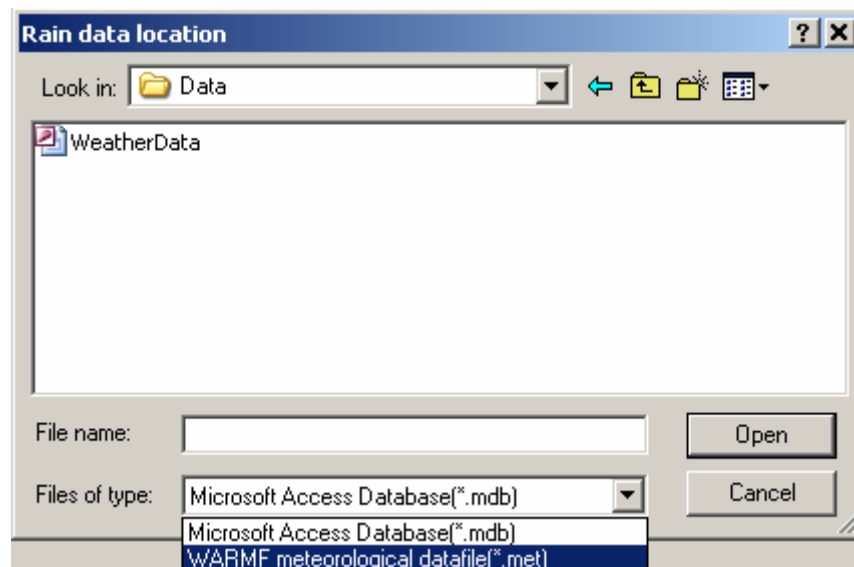 Rain data location
Look in: Data
WeatherData
File name:
Open
Files of type: Microsoft Access Database(*.mdb)
Cancel
Microsoft Access Database(*.mdb)
WARMF meteorological datafile(*.met)